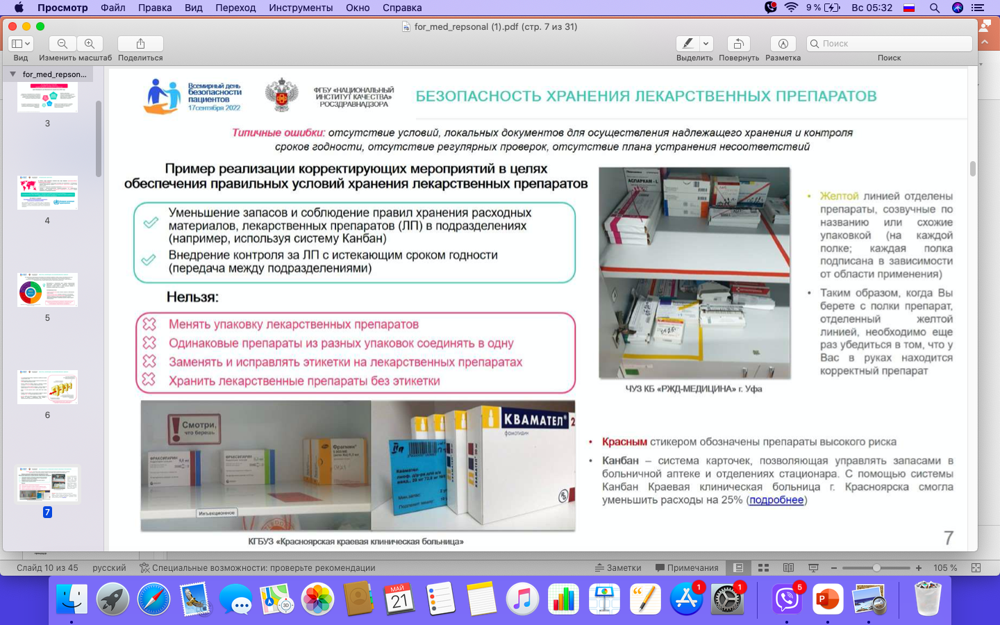 Просмотр Файл Правка Вид Переход Инструменты Окно Справка
9 % Вс 05:32
for_med_repsonal (1).pdf (стр. 7 из 31)
Вид Изменить масштаб Поделиться
Выделить Повернуть Разметка Поиск
Поиск
for_med_repson...
3
4
5
6
7
Всемирный день
безопасности
пациентов
17сентября 2022
ФГБУ «НАЦИОНАЛЬНЫЙ
ИНСТИТУТ КАЧЕСТВА»
РОСЗДРАВНАДЗОРА
БЕЗОПАСНОСТЬ ХРАНЕНИЯ ЛЕКАРСТВЕННЫХ ПРЕПАРАТОВ
Типичные ошибки: отсутствие условий, локальных документов для осуществления надлежащего хранения и контроля
сроков годности, отсутствие регулярных проверок, отсутствие плана устранения несоответствий
Пример реализации корректирующих мероприятий в целях
обеспечения правильных условий хранения лекарственных препаратов
Уменьшение запасов и соблюдение правил хранения расходных
материалов, лекарственных препаратов (ЛП) в подразделениях
(например, используя систему Канбан)
Внедрение контроля за ЛП с истекающим сроком годности
(передача между подразделениями)
Нельзя:
Менять упаковку лекарственных препаратов
Одинаковые препараты из разных упаковок соединять в одну
Заменять и исправлять этикетки на лекарственных препаратах
Хранить лекарственные препараты без этикетки
Смотри,
что берешь
ФРАКСИПАРИН
ФРАКСИПАРИН
Фрагмин
Инъекционное
Квамател
КВАМАТЕЛ®
фамотидин
КГБУЗ «Красноярская краевая клиническая больница»
АСПАРКАМ - L
ЧУЗ КБ «РЖД-МЕДИЦИНА» г. Уфа
• Желтой линией отделены
препараты, созвучные по
названию или схожие
упаковкой (на каждой
полке; каждая полка
подписана в зависимости
от области применения)
• Таким образом, когда Вы
берете с полки препарат,
отделенный желтой
линией, необходимо еще
раз убедиться в том, что у
Вас в руках находится
корректный препарат
• Красным стикером обозначены препараты высокого риска
• Канбан – система карточек, позволяющая управлять запасами в
больничной аптеке и отделениях стационара. С помощью системы
Канбан Краевая клиническая больница г. Красноярска смогла
уменьшить расходы на 25% (подробнее)
7
Слайд 10 из 45 русский Специальные возможности: проверьте рекомендации
Заметки Примечания 105 %
МАЙ
21
3D
1
1
5
P